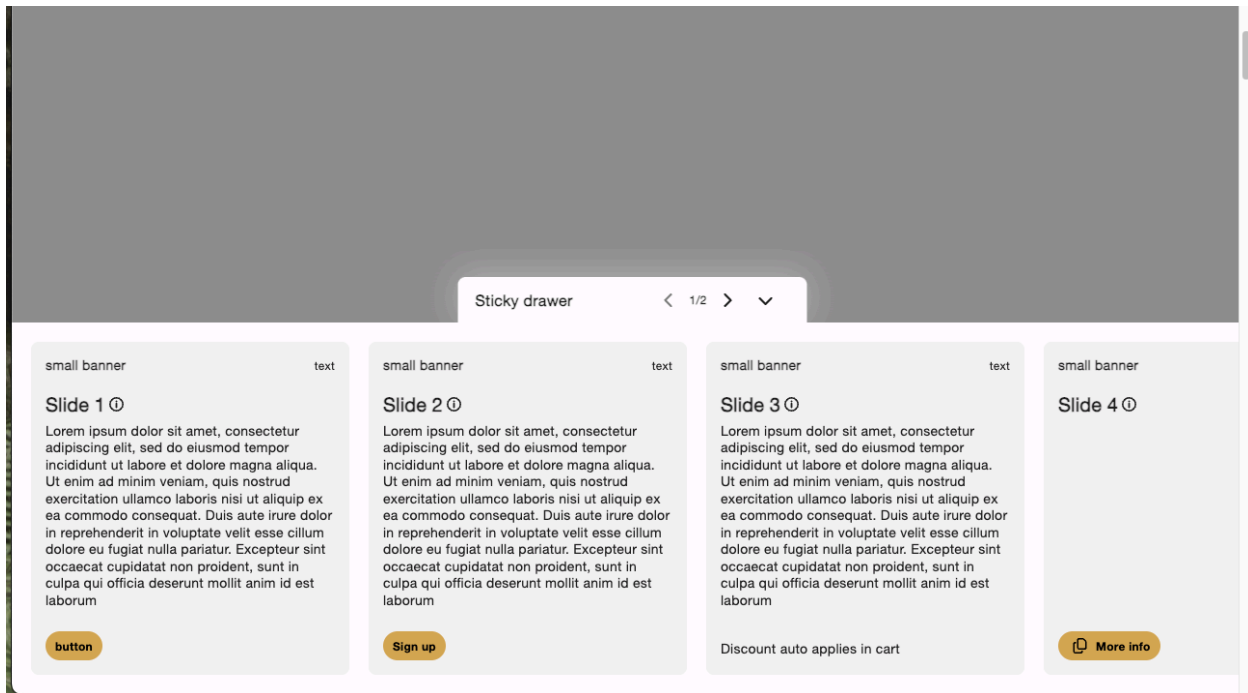 Sticky drawer
1/2
small banner
text
Slide 1
Lorem ipsum dolor sit amet, consectetur
adipiscing elit, sed do eiusmod tempor
incididunt ut labore et dolore magna aliqua.
Ut enim ad minim veniam, quis nostrud
exercitation ullamco laboris nisi ut aliquip ex
ea commodo consequat. Duis aute irure dolor
in reprehenderit in voluptate velit esse cillum
dolore eu fugiat nulla pariatur. Excepteur sint
occaecat cupidatat non proident, sunt in
culpa qui officia deserunt mollit anim id est
laborum
button
small banner
text
Slide 2
Lorem ipsum dolor sit amet, consectetur
adipiscing elit, sed do eiusmod tempor
incididunt ut labore et dolore magna aliqua.
Ut enim ad minim veniam, quis nostrud
exercitation ullamco laboris nisi ut aliquip ex
ea commodo consequat. Duis aute irure dolor
in reprehenderit in voluptate velit esse cillum
dolore eu fugiat nulla pariatur. Excepteur sint
occaecat cupidatat non proident, sunt in
culpa qui officia deserunt mollit anim id est
laborum
Sign up
small banner
text
Slide 3
Lorem ipsum dolor sit amet, consectetur
adipiscing elit, sed do eiusmod tempor
incididunt ut labore et dolore magna aliqua.
Ut enim ad minim veniam, quis nostrud
exercitation ullamco laboris nisi ut aliquip ex
ea commodo consequat. Duis aute irure dolor
in reprehenderit in voluptate velit esse cillum
dolore eu fugiat nulla pariatur. Excepteur sint
occaecat cupidatat non proident, sunt in
culpa qui officia deserunt mollit anim id est
laborum
Discount auto applies in cart
small banner
Slide 4
More info